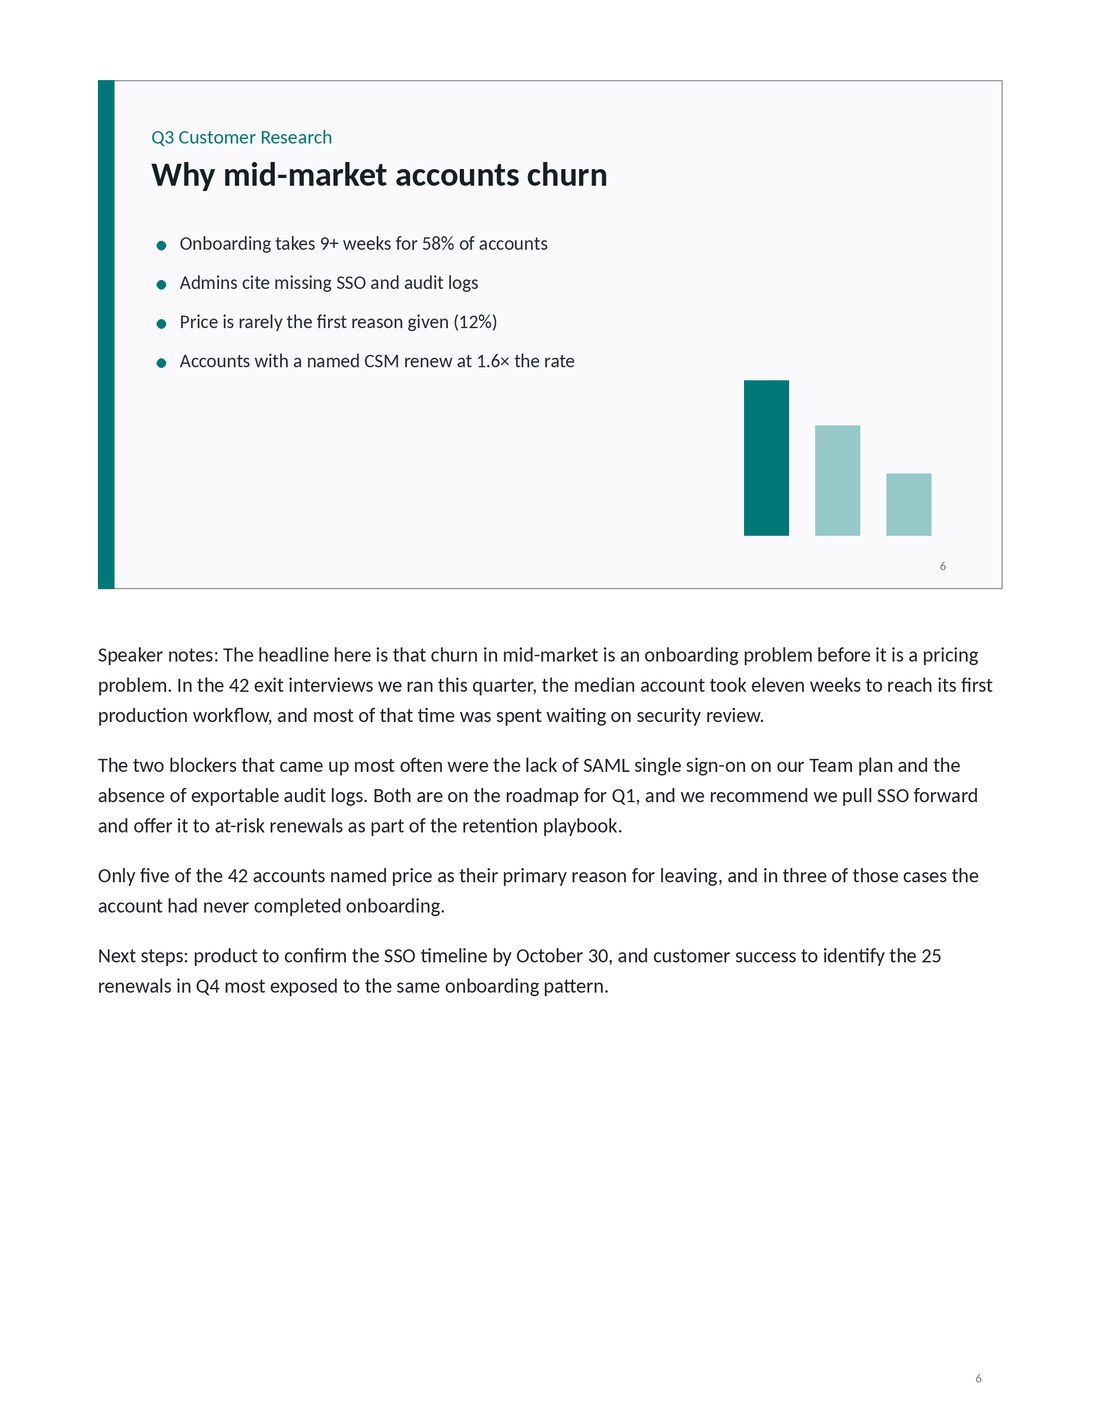 Q3 Customer Research
Why mid-market accounts churn
Onboarding takes 9+ weeks for 58% of accounts
Admins cite missing SSO and audit logs
Price is rarely the first reason given (12%)
Accounts with a named CSM renew at 1.6× the rate
6
Speaker notes: The headline here is that churn in mid-market is an onboarding problem before it is a pricing
problem. In the 42 exit interviews we ran this quarter, the median account took eleven weeks to reach its first
production workflow, and most of that time was spent waiting on security review.
The two blockers that came up most often were the lack of SAML single sign-on on our Team plan and the
absence of exportable audit logs. Both are on the roadmap for Q1, and we recommend we pull SSO forward
and offer it to at-risk renewals as part of the retention playbook.
Only five of the 42 accounts named price as their primary reason for leaving, and in three of those cases the
account had never completed onboarding.
Next steps: product to confirm the SSO timeline by October 30, and customer success to identify the 25
renewals in Q4 most exposed to the same onboarding pattern.
6